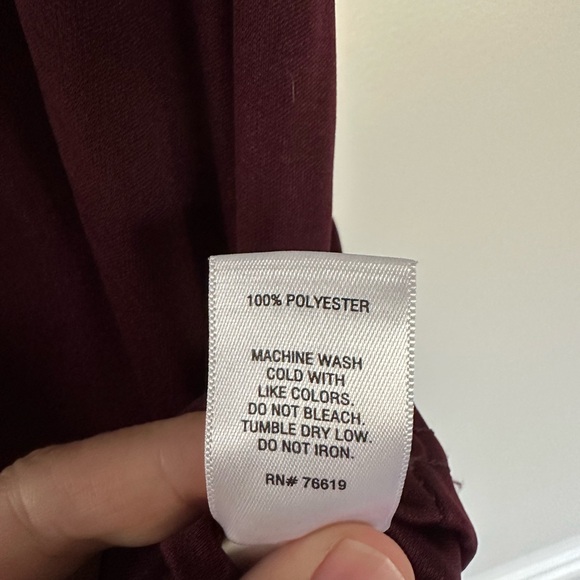 100% POLYESTER
MACHINE WASH
COLD WITH
LIKE COLORS.
DO NOT BLEACH.
TUMBLE DRY LOW.
DO NOT IRON.
RN# 76619